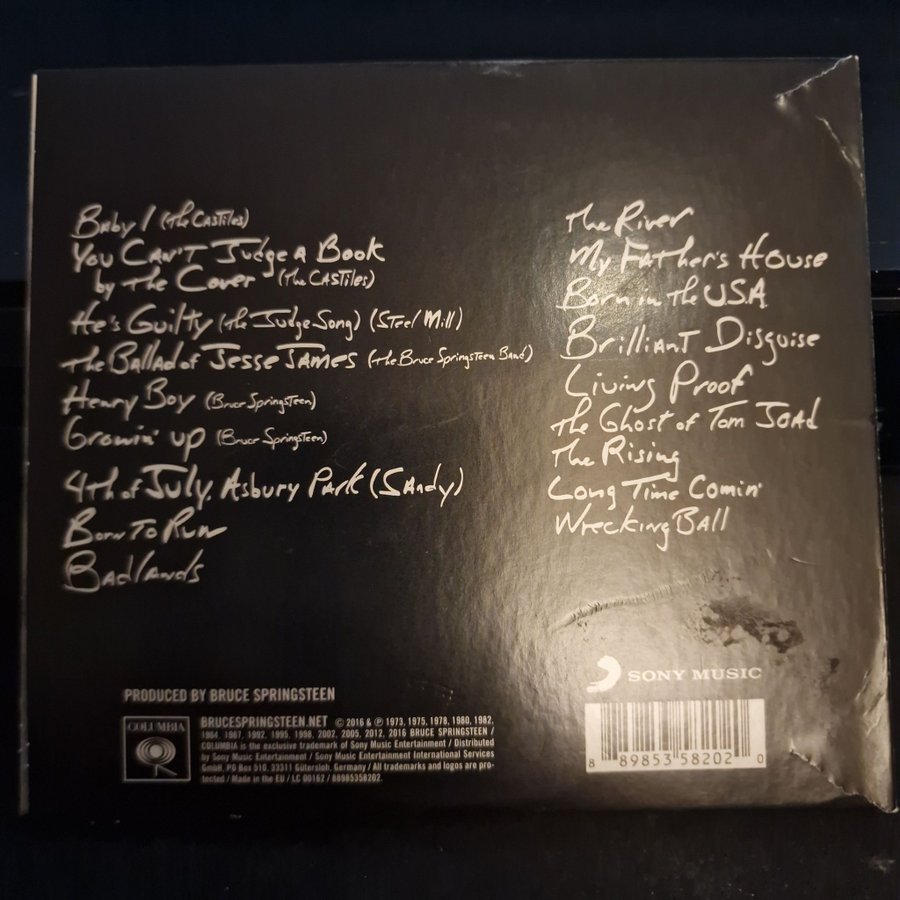 Baby I (The Castiles)
You Can't Judge a Book
by The Cover (The Castiles)
He's Guilty (the Judge Song) (Steel Mill)
The Ballad of Jesse James (The Bruce Springsteen Band)
Henry Boy (Bruce Springsteen)
Growin' up (Bruce Springsteen)
4th of July, Asbury Park (Sandy)
Born To Run
Badlands
The River
My Father's House
Born in the USA
Brilliant Disguise
Living Proof
The Ghost of Tom Joad
The Rising
Long Time Comin'
Wrecking Ball
PRODUCED BY BRUCE SPRINGSTEEN
COLUMBIA
BRUCESPRINGSTEEN.NET © 2016 & ℗ 1973, 1975, 1978, 1980, 1982,
1984, 1987, 1992, 1995, 1998, 2002, 2005, 2012, 2016 BRUCE SPRINGSTEEN /
COLUMBIA is the exclusive trademark of Sony Music Entertainment / Distributed
by Sony Music Entertainment / Sony Music Entertainment International Services
GmbH, PO Box 510, 33311 Gütersloh, Germany / All trademarks and logos are pro-
tected / Made in the EU / LC 00162 / 88985358202.
SONY MUSIC
8 89853 58202 0